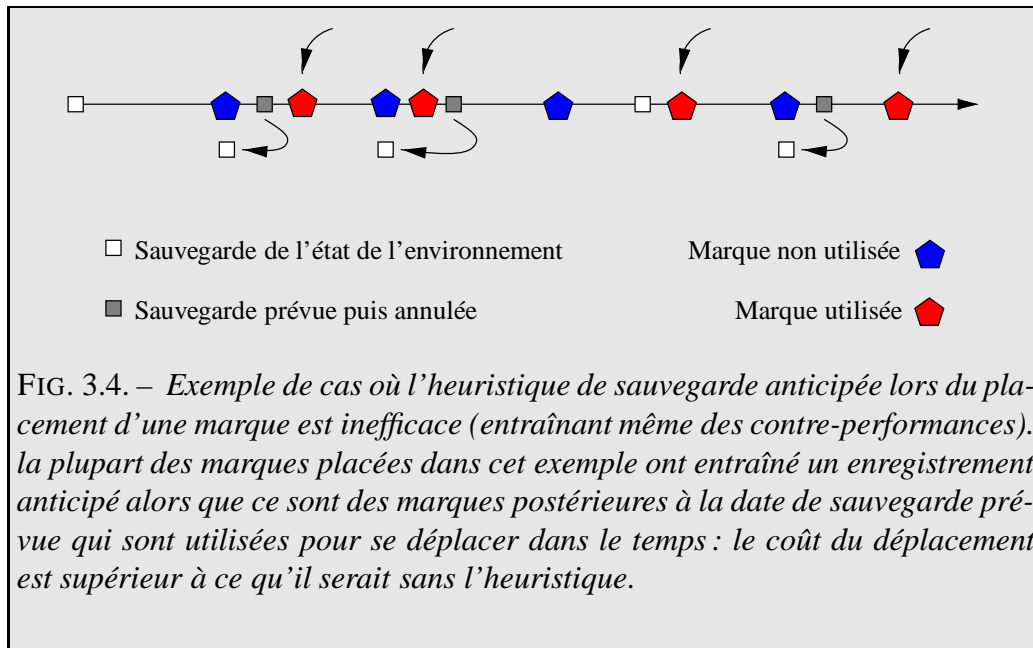 Sauvegarde de l'état de l'environnement
Marque non utilisée
Sauvegarde prévue puis annulée
Marque utilisée
FIG. 3.4. – Exemple de cas où l'heuristique de sauvegarde anticipée lors du pla-
cement d'une marque est inefficace (entraînant même des contre-performances).
la plupart des marques placées dans cet exemple ont entraîné un enregistrement
anticipé alors que ce sont des marques postérieures à la date de sauvegarde pré-
vue qui sont utilisées pour se déplacer dans le temps : le coût du déplacement
est supérieur à ce qu'il serait sans l'heuristique.